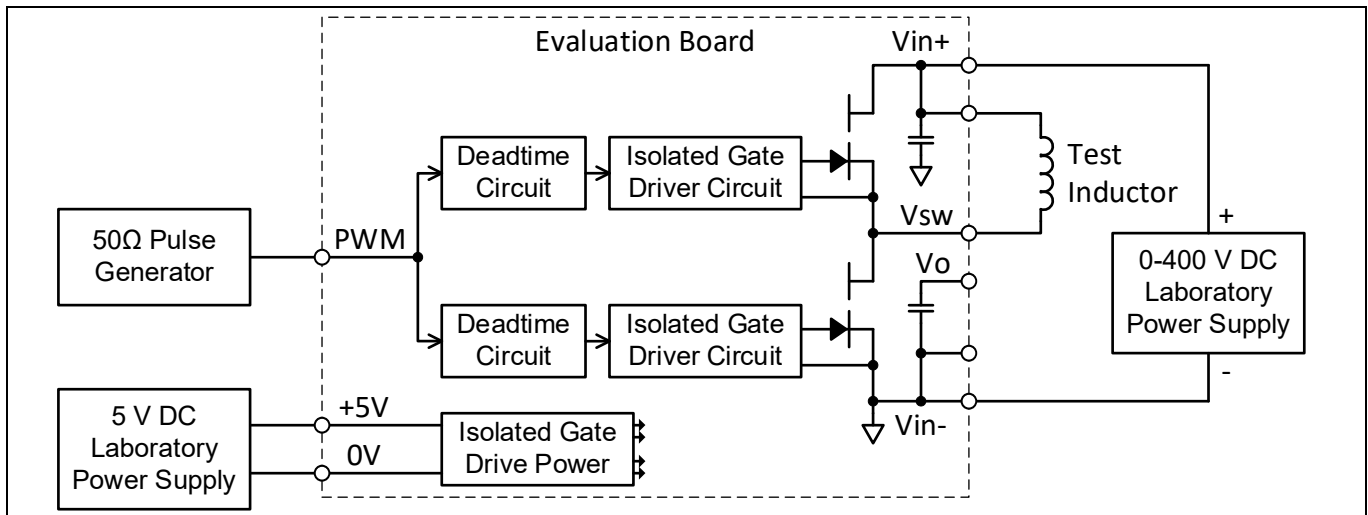 Evaluation Board
Vin+
Deadtime
Circuit
Isolated Gate
Driver Circuit
Test
Inductor
Vsw
50Ω Pulse
Generator
PWM
Vo
+
0-400 V DC
Laboratory
Power Supply
-
Deadtime
Circuit
Isolated Gate
Driver Circuit
5 V DC
Laboratory
Power Supply
+5V
0V
Isolated Gate
Drive Power
Vin-